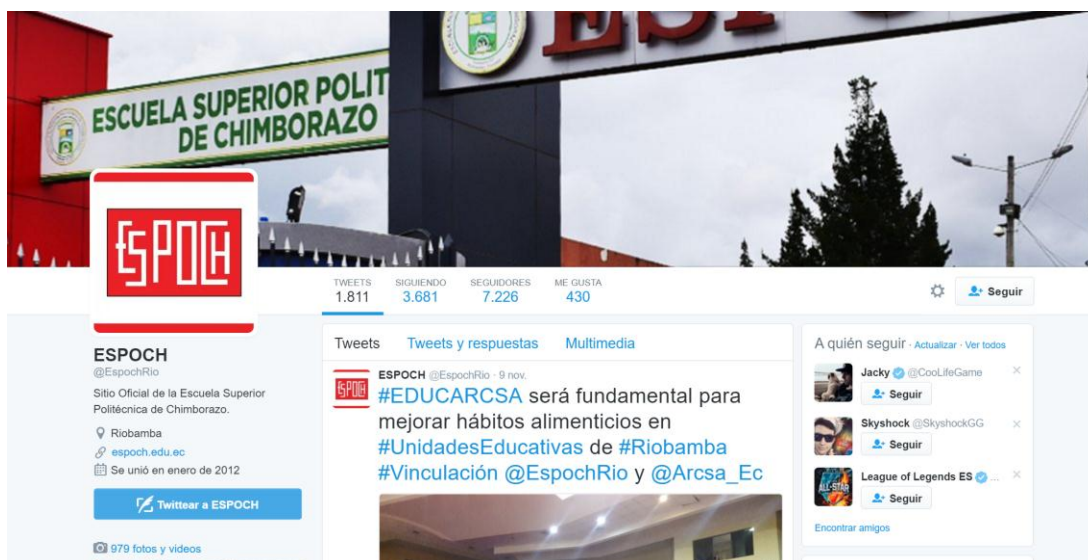 ESCUELA SUPERIOR POLIT
DE CHIMBORAZO
ESPOCH
TWEETS SIGUIENDO SEGUIDORES ME GUSTA
1.811 3.681 7.226 430
Seguir
ESPOCH
@EspochRio
Sitio Oficial de la Escuela Superior
Politécnica de Chimborazo.
Riobamba
espoch.edu.ec
Se unió en enero de 2012
Twittear a ESPOCH
979 fotos y videos
Tweets Tweets y respuestas Multimedia
ESPOCH @EspochRio · 9 nov.
ESPOCH
#EDUCARCSA será fundamental para
mejorar hábitos alimenticios en
#UnidadesEducativas de #Riobamba
#Vinculación @EspochRio y @Arcsa_Ec
A quién seguir · Actualizar · Ver todos
Jacky @CooLifeGame
Seguir
Skyshock @SkyshockGG
Seguir
League of Legends ES ...
ALL-STAR
Seguir
Encontrar amigos